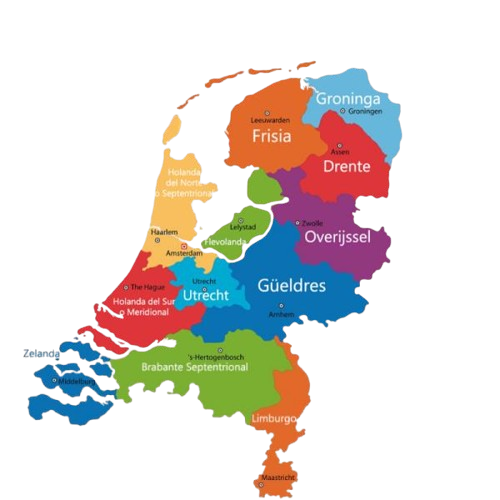 Groninga
Groningen
Leeuwarden
Frisia
Assen
Drente
Holanda
del Norte
o Septentrional
Lelystad
Zwolle
Haarlem
Flevolanda
Overijssel
Amsterdam
Utrecht
The Hague
Utrecht
Güeldres
Holanda del Sur
o Meridional
Arnhem
Zelanda
's-Hertogenbosch
Brabante Septentrional
Middelburg
Limburgo
Maastricht